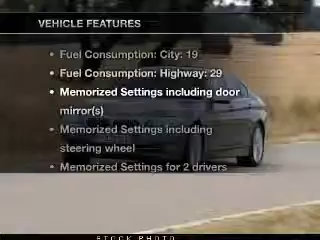 VEHICLE FEATURES
• Fuel Consumption: City: 19
• Fuel Consumption: Highway: 29
• Memorized Settings including door
mirror(s)
• Memorized Settings including
steering wheel
• Memorized Settings for 2 drivers
STOCK PHOTO